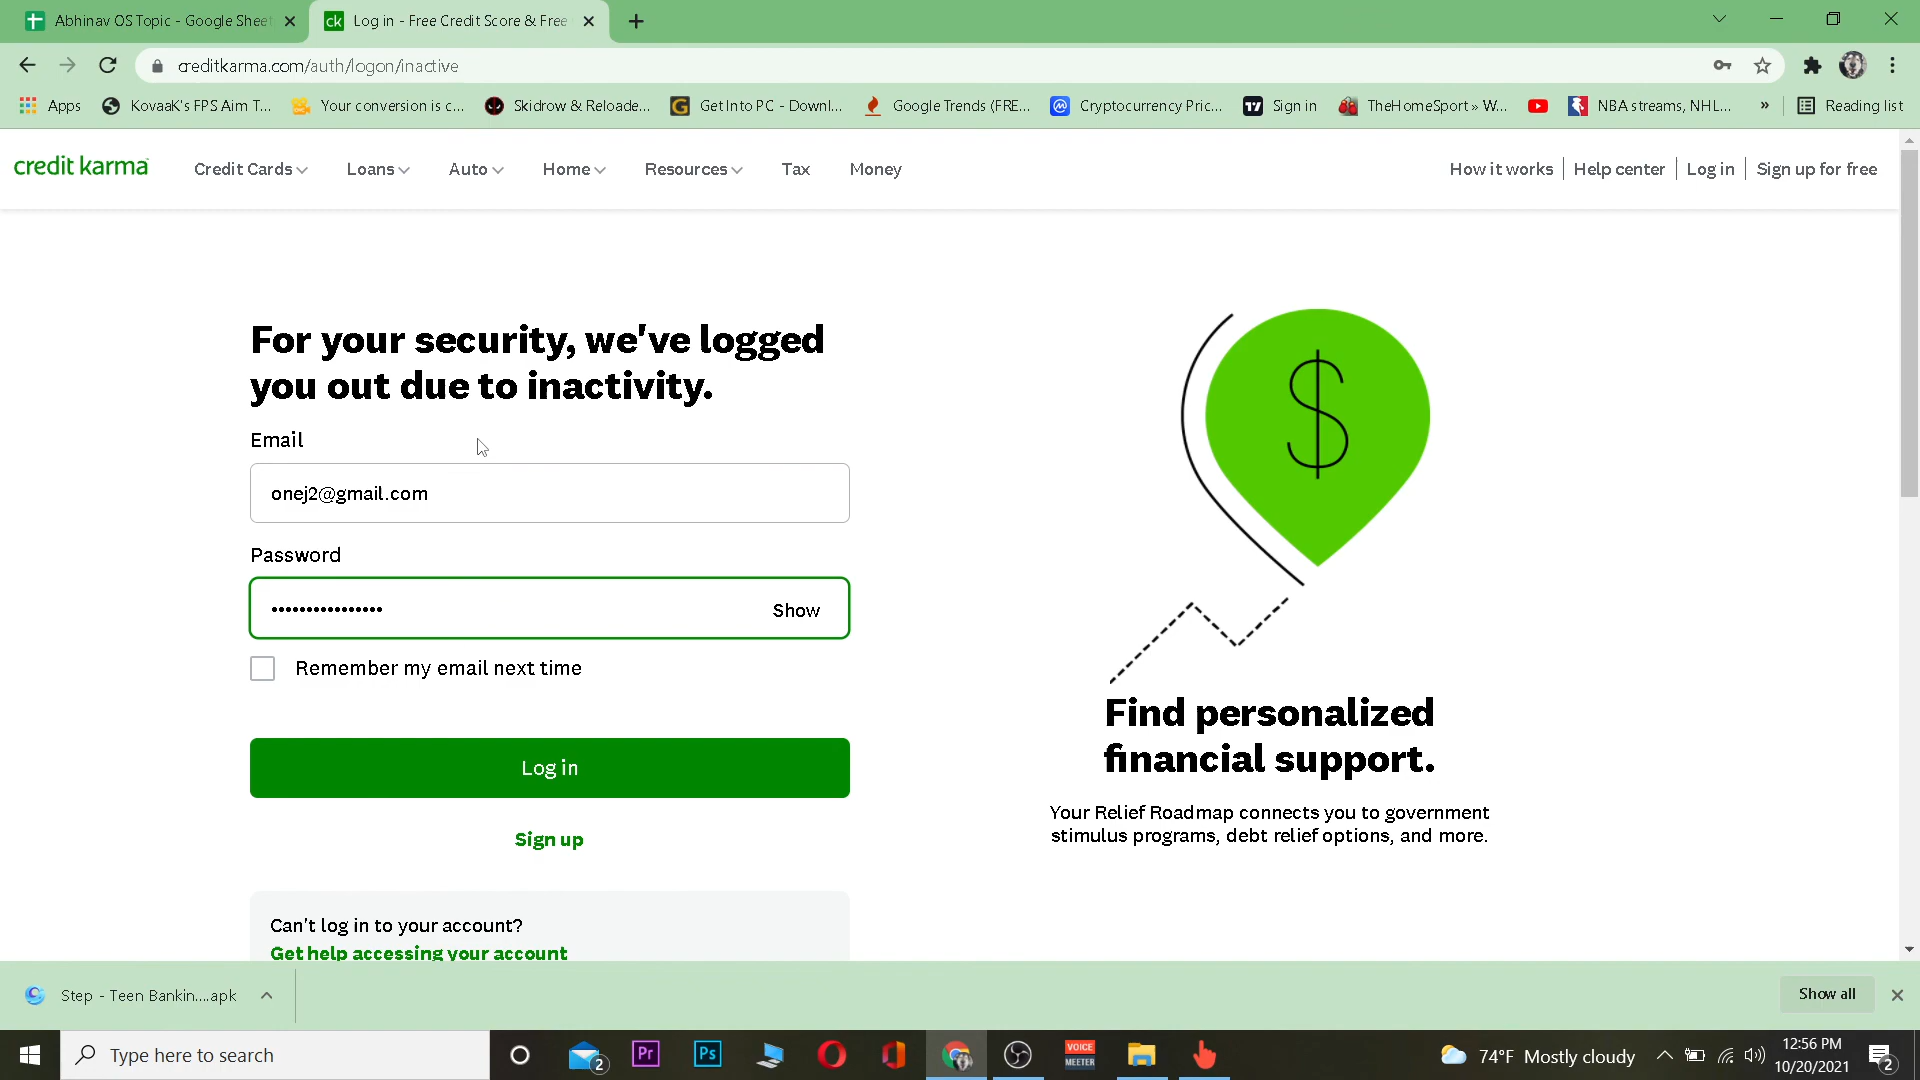 Abhinav OS Topic - Google Sheet
ck Log in - Free Credit Score & Free
creditkarma.com/auth/logon/inactive
Apps KovaaK's FPS Aim T... Your conversion is c... Skidrow & Reloade... Get Into PC - Downl... Google Trends (FRE... Cryptocurrency Pric... Sign in TheHomeSport » W... NBA streams, NHL... » Reading list
credit karma Credit Cards Loans Auto Home Resources Tax Money How it works Help center Log in Sign up for free
For your security, we've logged
you out due to inactivity.
Email
onej2@gmail.com
Password
•••••••••••••••• Show
Remember my email next time
Log in
Sign up
Can't log in to your account?
Get help accessing your account
$
Find personalized
financial support.
Your Relief Roadmap connects you to government
stimulus programs, debt relief options, and more.
Step - Teen Bankin....apk
Show all
Type here to search
2
Pr
Ps
VOICE
MEETER
74°F Mostly cloudy
12:56 PM
10/20/2021
2